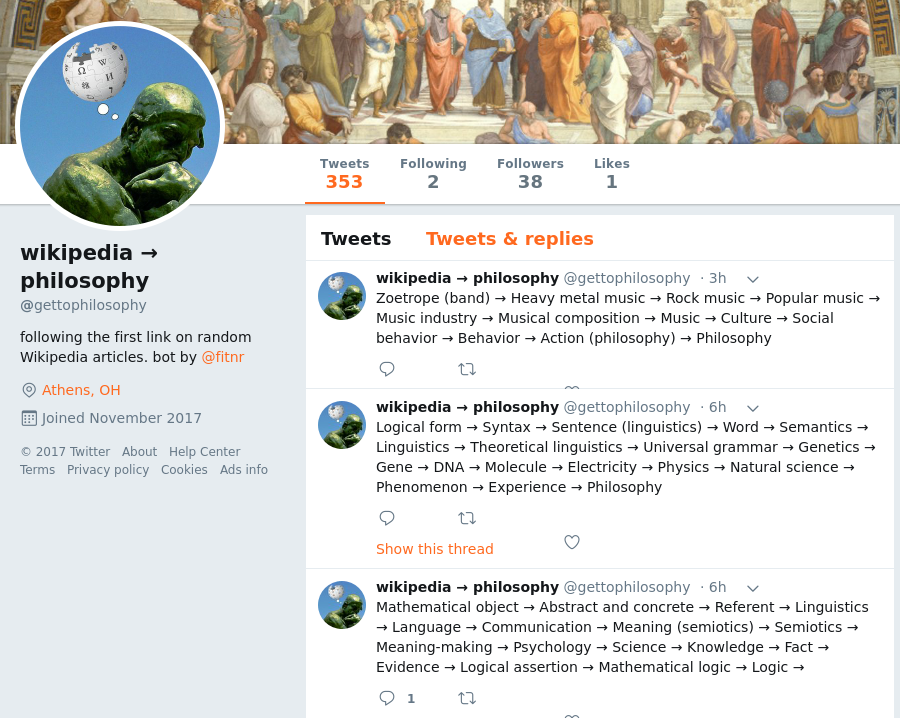 Tweets
353
Following
2
Followers
38
Likes
1
wikipedia →
philosophy
@gettophilosophy
following the first link on random
Wikipedia articles. bot by @fitnr
Athens, OH
Joined November 2017
© 2017 Twitter About Help Center
Terms Privacy policy Cookies Ads info
Tweets Tweets & replies
wikipedia → philosophy @gettophilosophy · 3h
Zoetrope (band) → Heavy metal music → Rock music → Popular music →
Music industry → Musical composition → Music → Culture → Social
behavior → Behavior → Action (philosophy) → Philosophy
wikipedia → philosophy @gettophilosophy · 6h
Logical form → Syntax → Sentence (linguistics) → Word → Semantics →
Linguistics → Theoretical linguistics → Universal grammar → Genetics →
Gene → DNA → Molecule → Electricity → Physics → Natural science →
Phenomenon → Experience → Philosophy
Show this thread
wikipedia → philosophy @gettophilosophy · 6h
Mathematical object → Abstract and concrete → Referent → Linguistics
→ Language → Communication → Meaning (semiotics) → Semiotics →
Meaning-making → Psychology → Science → Knowledge → Fact →
Evidence → Logical assertion → Mathematical logic → Logic →
1